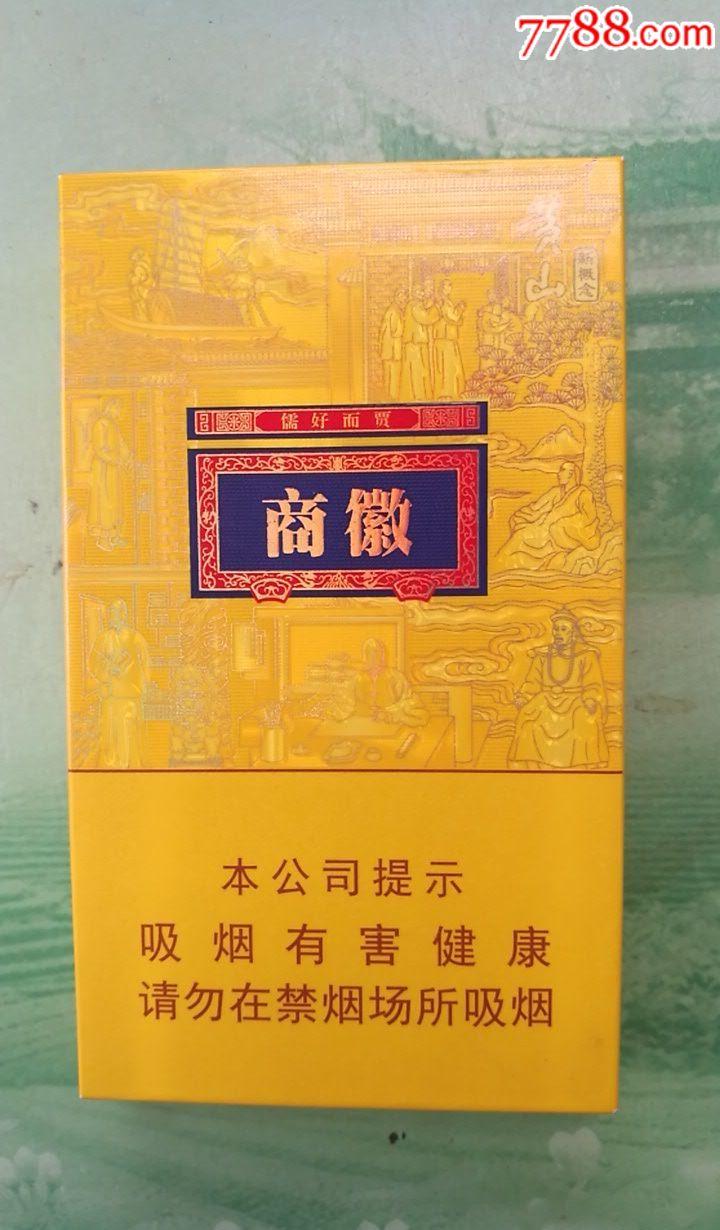 7788.com
黄山
新概念
儒好而贾
商徽
本公司提示
吸烟有害健康
请勿在禁烟场所吸烟